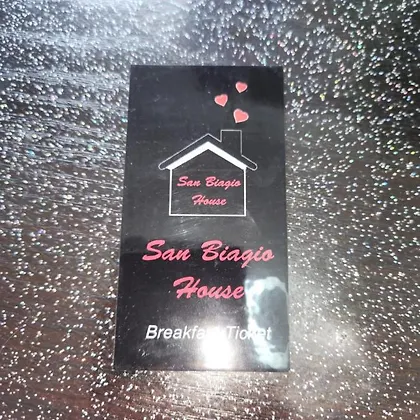 San Biagio
House
San Biagio
House
Breakfast Ticket